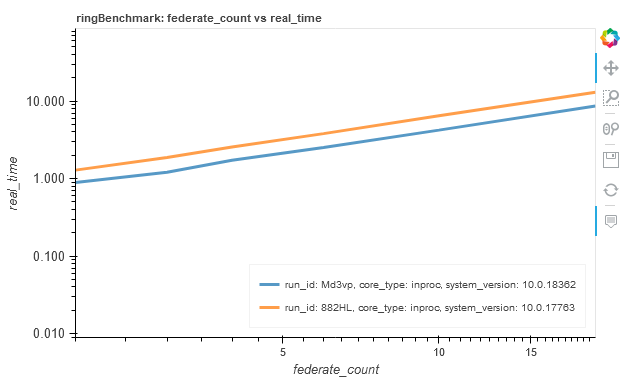 ringBenchmark: federate_count vs real_time
real_time
10.000
1.000
0.100
0.010
run_id: Md3vp, core_type: inproc, system_version: 10.0.18362
run_id: 882HL, core_type: inproc, system_version: 10.0.17763
5
10
15
federate_count